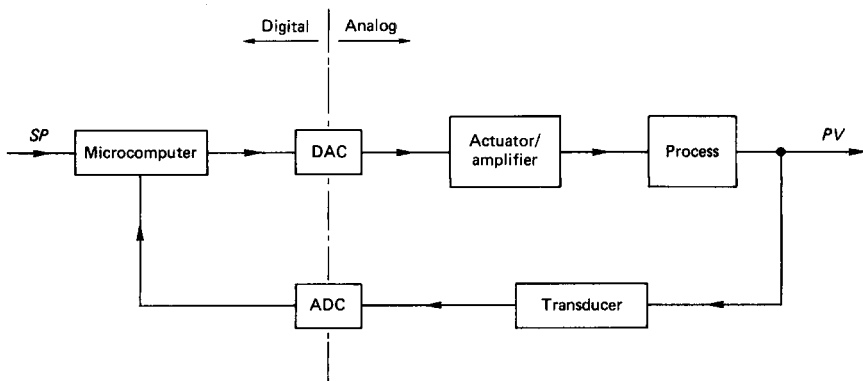 Digital
Analog
SP
Microcomputer
DAC
Actuator/
amplifier
Process
PV
ADC
Transducer